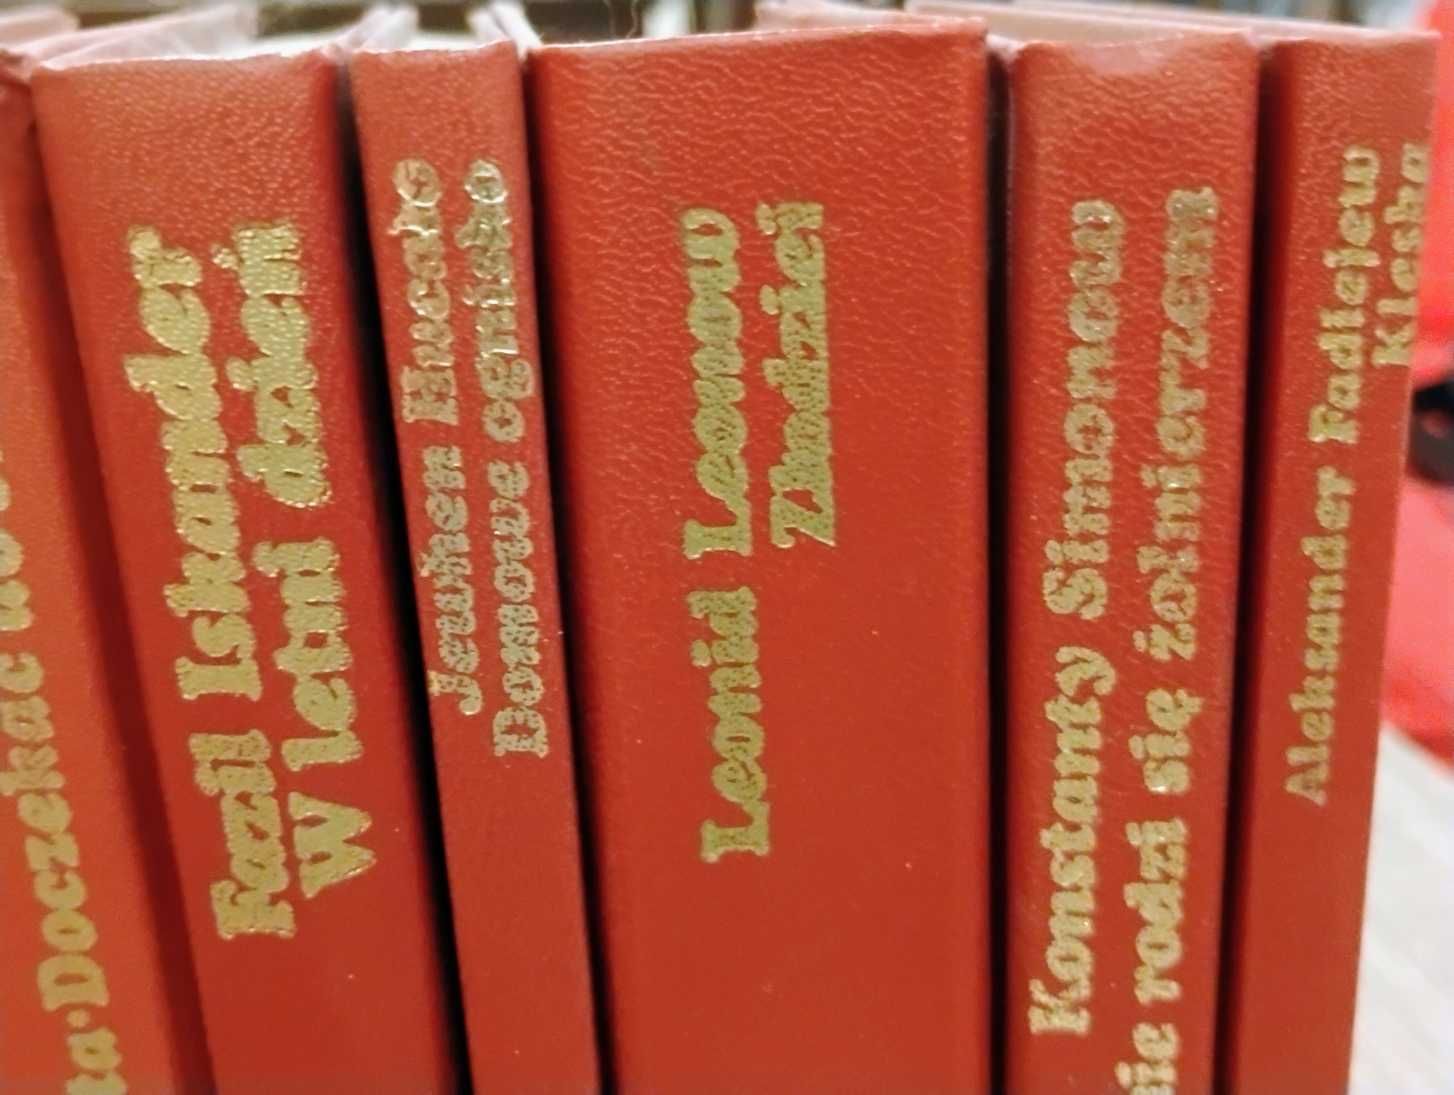 Doczekać
Fazil Iskander
W letni dzień
Jewhen Hucało
Domowe ognisko
Leonid Leonow
Złodziej
Konstanty Simonow
nie rodzi się żołnierzem
Aleksander Fadiejew
Klęska